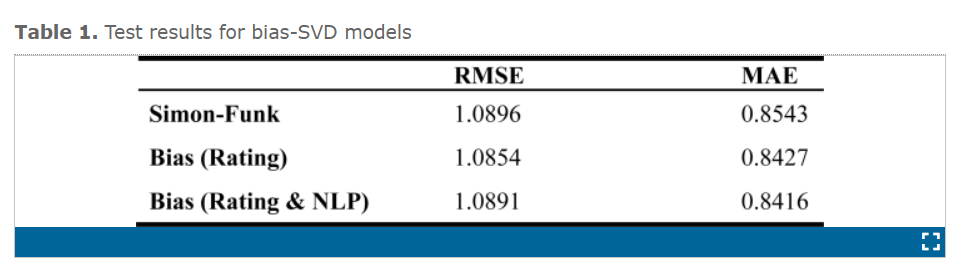 Table 1. Test results for bias-SVD models
RMSE MAE
Simon-Funk 1.0896 0.8543
Bias (Rating) 1.0854 0.8427
Bias (Rating & NLP) 1.0891 0.8416